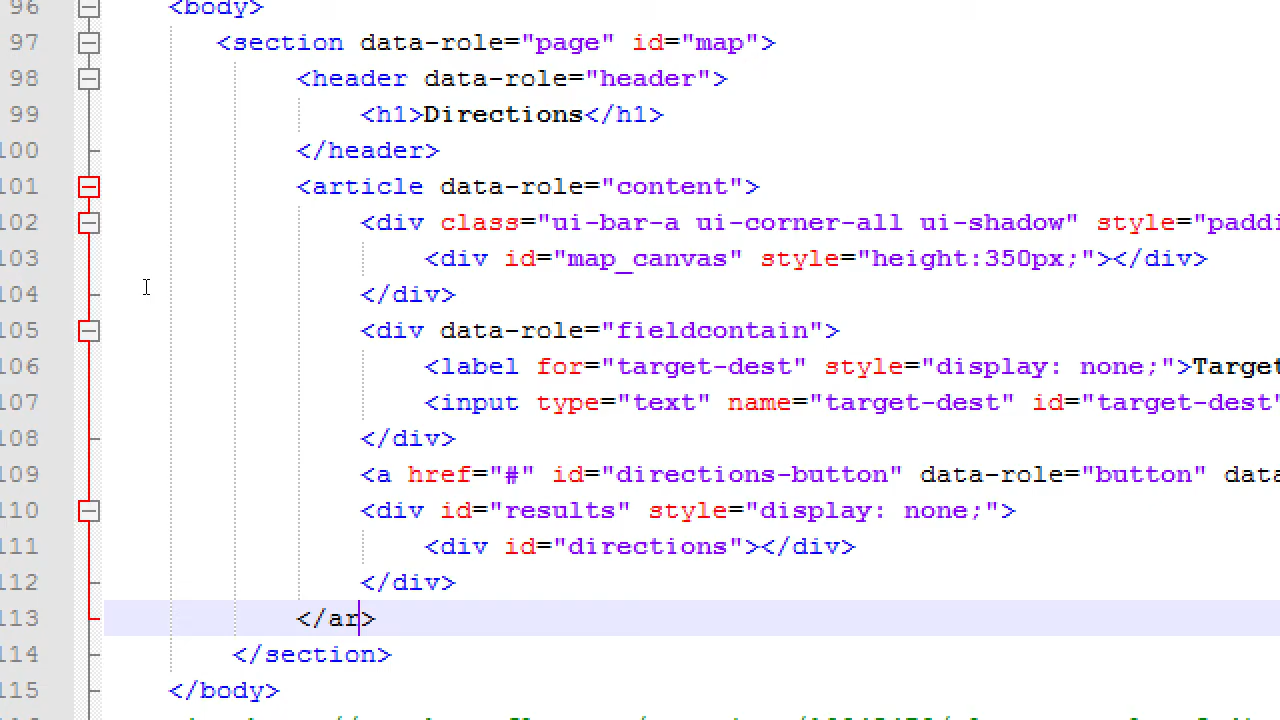 96 <body>
97 <section data-role="page" id="map">
98 <header data-role="header">
99 <h1>Directions</h1>
100 </header>
101 <article data-role="content">
102 <div class="ui-bar-a ui-corner-all ui-shadow" style="paddi
103 <div id="map_canvas" style="height:350px;"></div>
104 </div>
105 <div data-role="fieldcontain">
106 <label for="target-dest" style="display: none;">Target
107 <input type="text" name="target-dest" id="target-dest"
108 </div>
109 <a href="#" id="directions-button" data-role="button" data
110 <div id="results" style="display: none;">
111 <div id="directions"></div>
112 </div>
113 </ar>
114 </section>
115 </body>